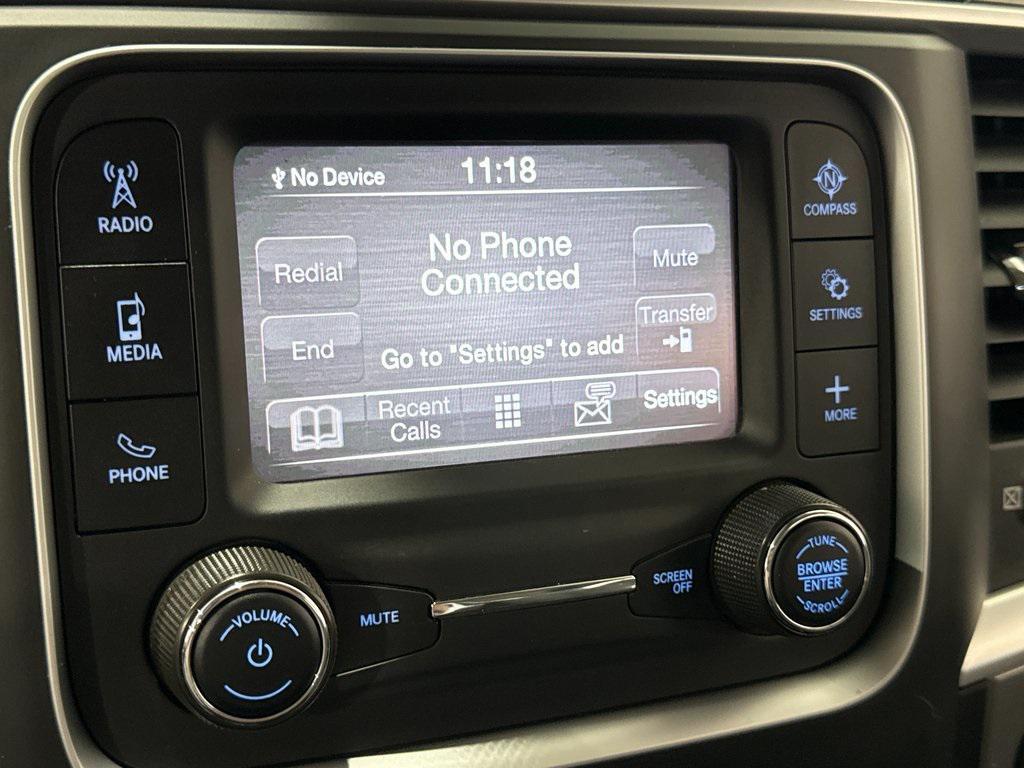 RADIO
MEDIA
PHONE
No Device
11:18
Redial
No Phone
Connected
Mute
End
Go to "Settings" to add
Transfer
Recent
Calls
Settings
N
COMPASS
SETTINGS
MORE
VOLUME
MUTE
SCREEN
OFF
TUNE
BROWSE
ENTER
SCROLL